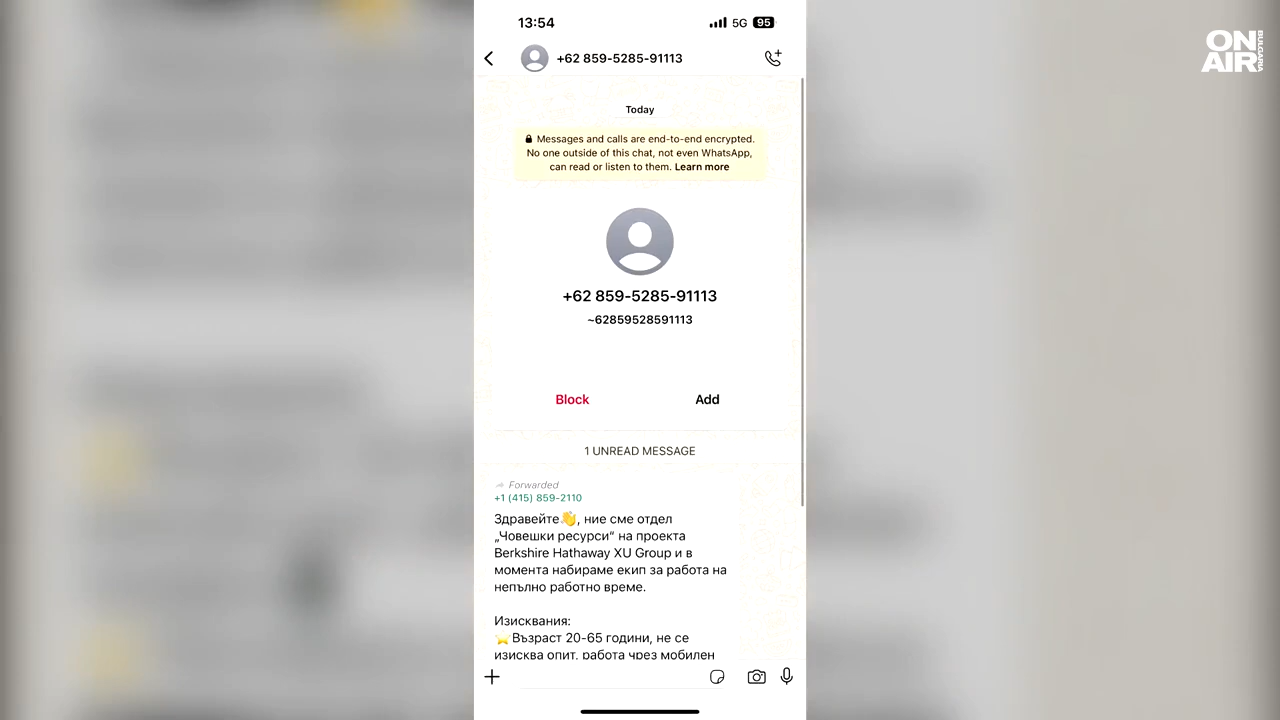 13:54
5G 95
+62 859-5285-91113
Today
Messages and calls are end-to-end encrypted.
No one outside of this chat, not even WhatsApp,
can read or listen to them. Learn more
+62 859-5285-91113
~62859528591113
Block Add
1 UNREAD MESSAGE
Forwarded
+1 (415) 859-2110
Здравейте👋, ние сме отдел
„Човешки ресурси“ на проекта
Berkshire Hathaway XU Group и в
момента набираме екип за работа на
непълно работно време.
Изисквания:
⭐Възраст 20-65 години, не се
изисква опит, работа чрез мобилен
ON
AIR
BULGARIA